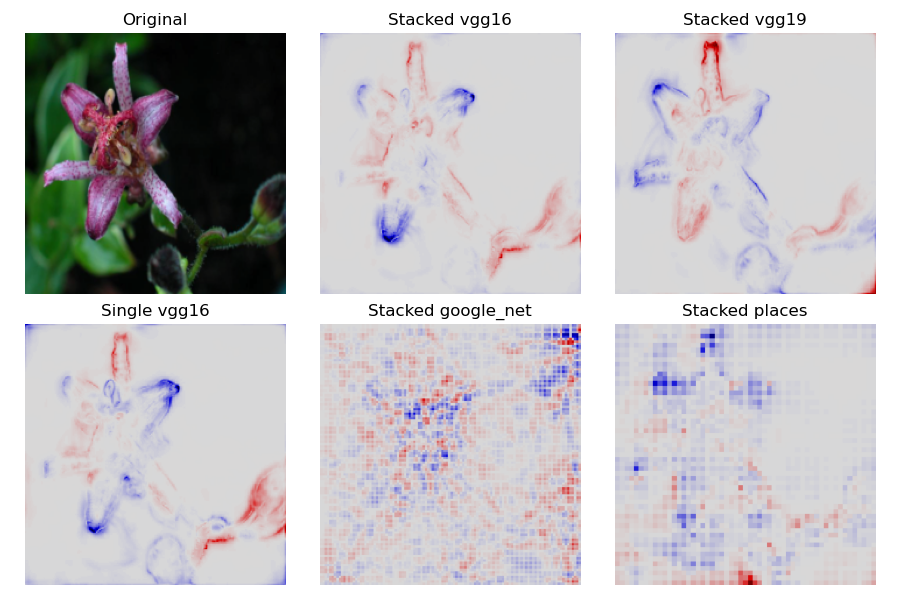 Original
Stacked vgg16
Stacked vgg19
Single vgg16
Stacked google_net
Stacked places